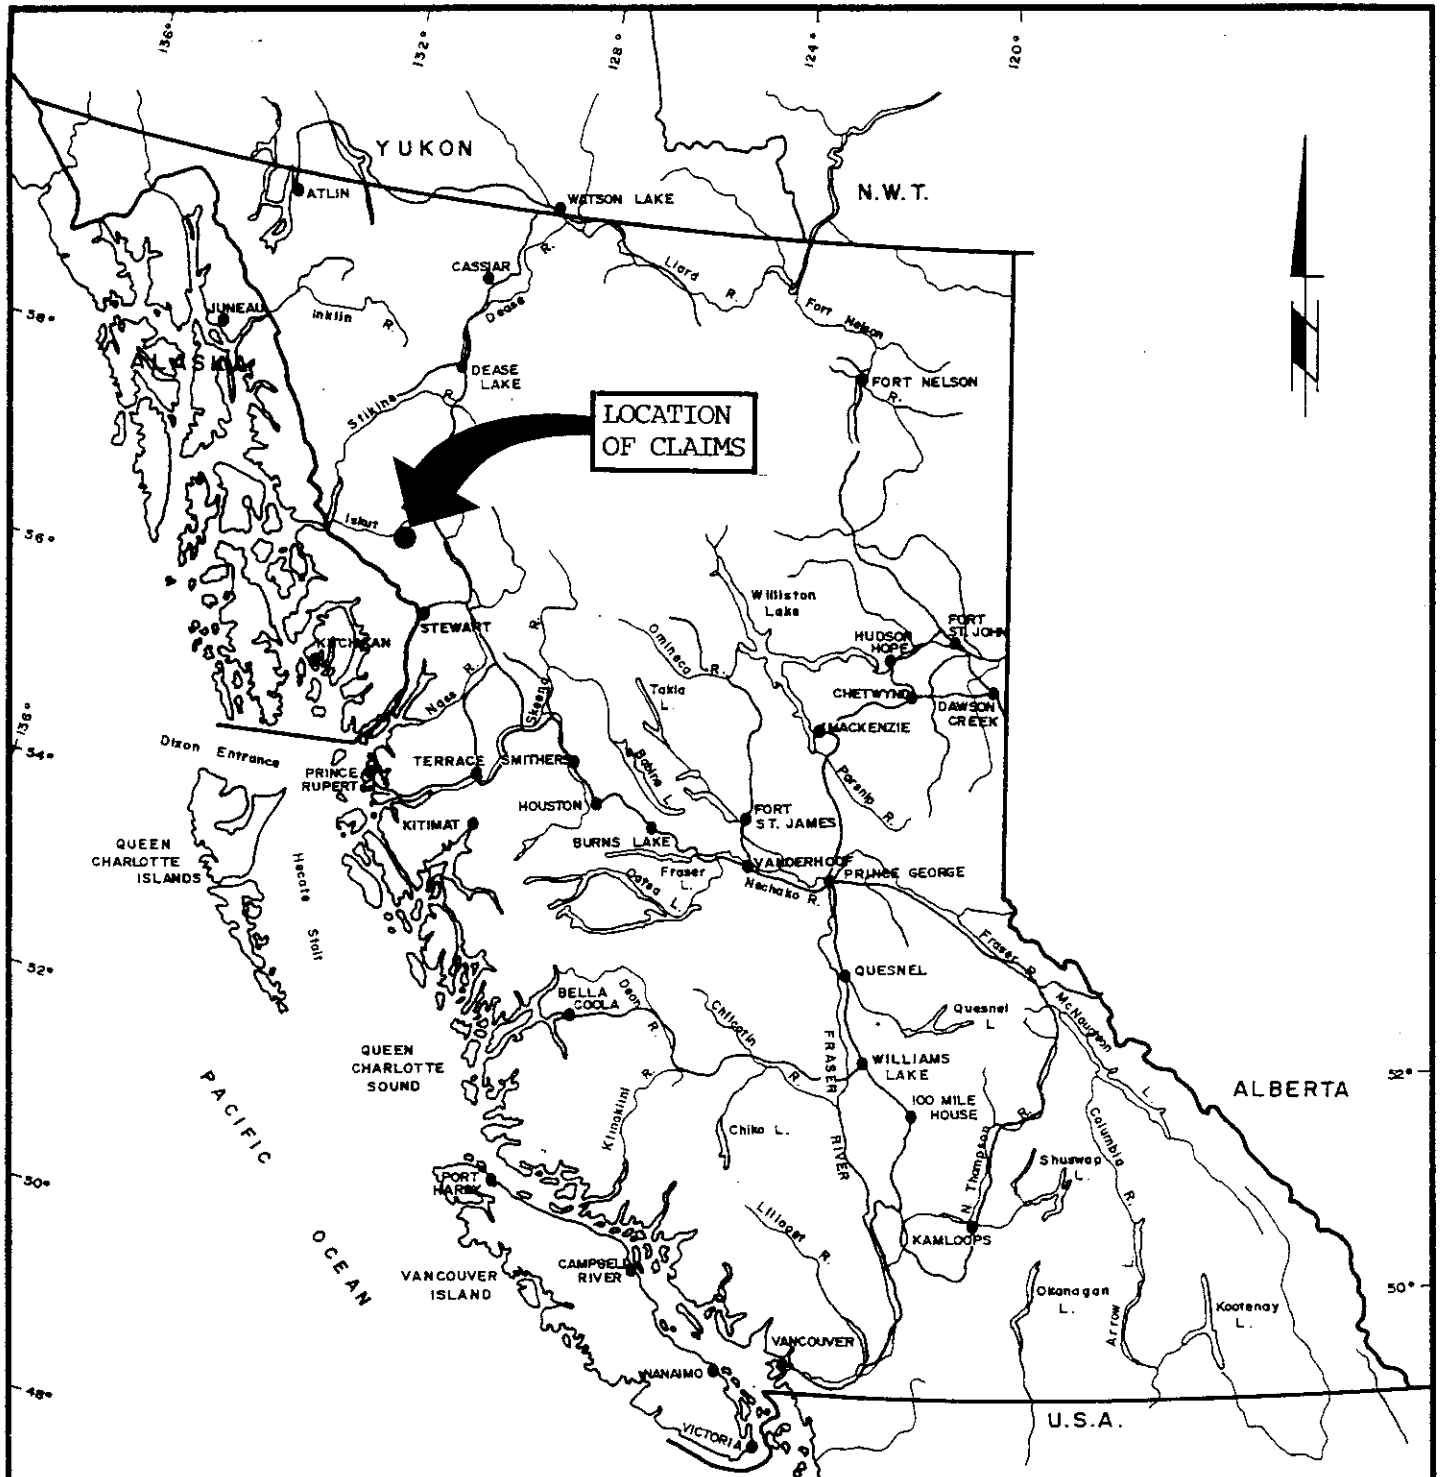 136°
132°
128°
124°
120°
YUKON
N.W.T.
ATLIN
WATSON LAKE
CASSIAR
Dease
R.
Liard
R.
Fort Nelson
R.
58°
JUNEAU
Inklin
R.
ALASKA
DEASE
LAKE
FORT NELSON
Stikine
R.
LOCATION
OF CLAIMS
56°
Iskut
Williston
Lake
STEWART
KETCHIKAN
R.
Omineca
R.
HUDSON
HOPE
FORT
ST. JOHN
Nass
R.
Skeena
Takla
L.
CHETWYND
DAWSON
CREEK
136°
54°
Dixon Entrance
MACKENZIE
PRINCE
RUPERT
TERRACE
SMITHERS
Babine
L.
Parsnip
R.
HOUSTON
FORT
ST. JAMES
KITIMAT
BURNS LAKE
QUEEN
CHARLOTTE
ISLANDS
Hecate
Stait
VANDERHOOF
Fraser
L.
Ootsa
L.
Nechako R.
PRINCE GEORGE
Fraser R.
52°
QUESNEL
BELLA
COOLA
Dean
R.
Chilcotin
R.
Quesnel
L.
McNaughton
L.
QUEEN
CHARLOTTE
SOUND
FRASER
RIVER
WILLIAMS
LAKE
52°
ALBERTA
PACIFIC
OCEAN
Klinaklini
R.
100 MILE
HOUSE
Chiko L.
N. Thompson
R.
Columbia
R.
Shuswap
L.
50°
PORT
HARDY
Lillooet
R.
KAMLOOPS
CAMPBELL
RIVER
VANCOUVER
ISLAND
Okanagan
L.
Arrow
L.
Kootenay
L.
50°
VANCOUVER
NANAIMO
48°
U.S.A.
VICTORIA